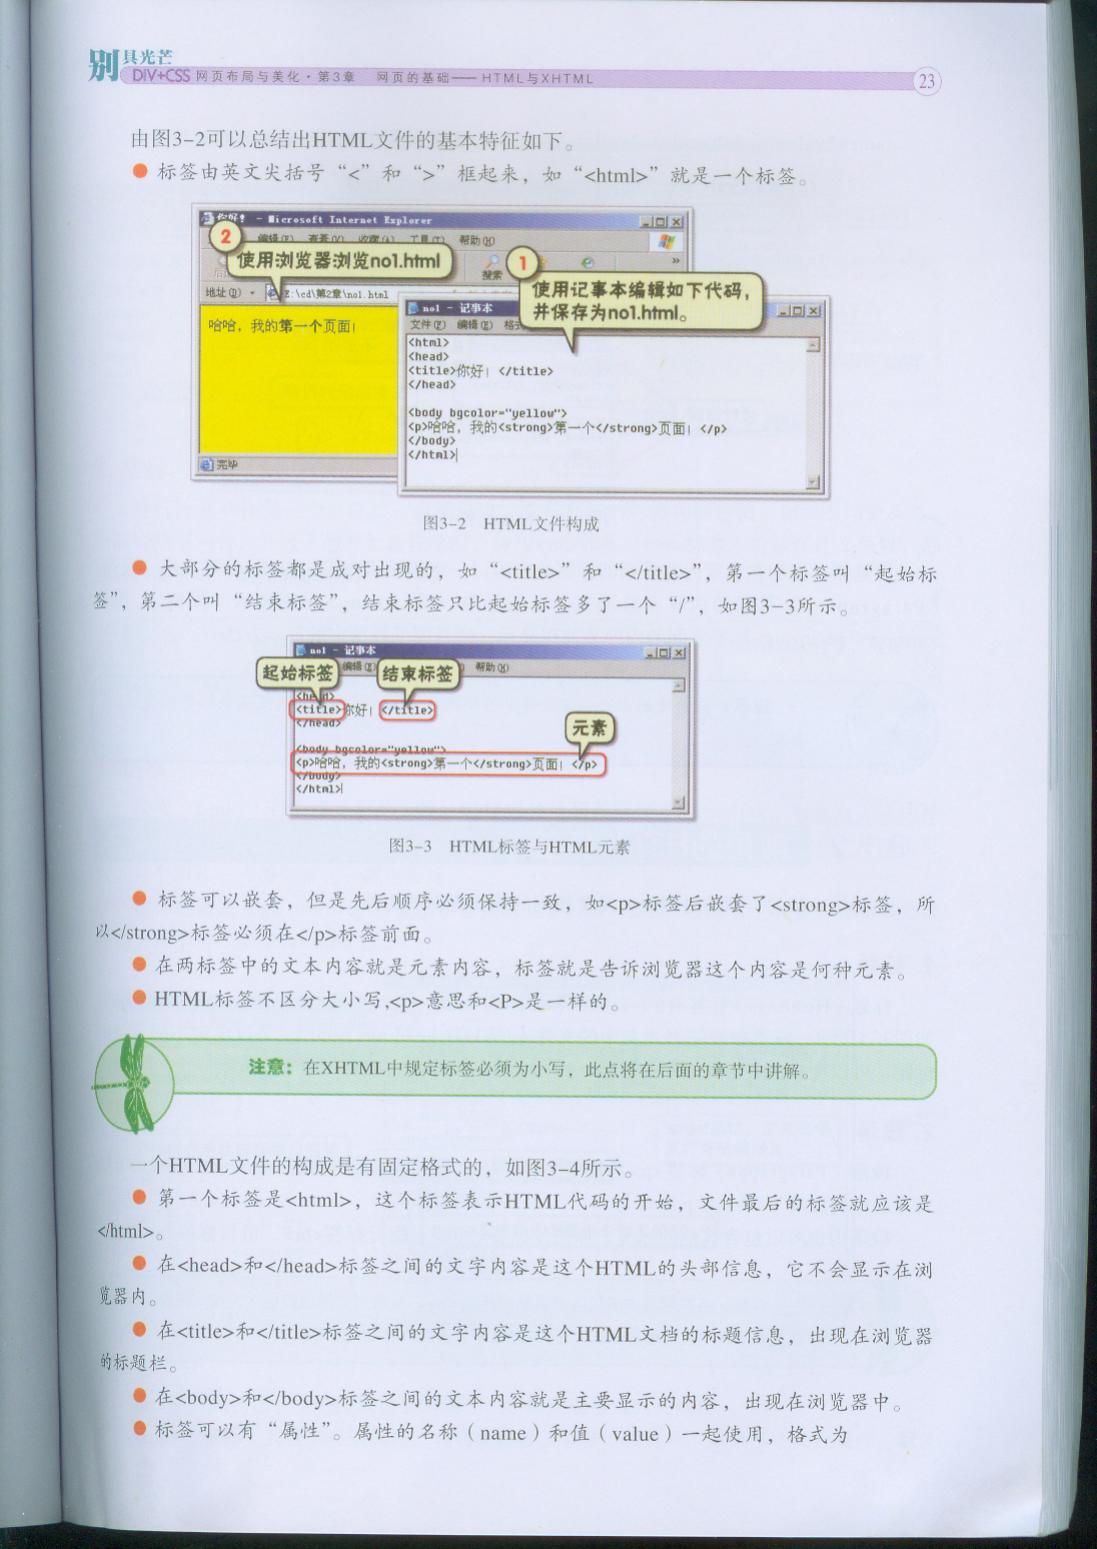 别具光芒
DIV+CSS 网页布局与美化·第3章 网页的基础——HTML与XHTML
23
由图3-2可以总结出HTML文件的基本特征如下。
● 标签由英文尖括号“<”和“>”框起来，如“<html>”就是一个标签。
你好! - Microsoft Internet Explorer
帮助(H)
2
使用浏览器浏览no1.html
搜索
»
1
使用记事本编辑如下代码，
并保存为no1.html。
地址(D)
E:\cd\第2章\no1.html
哈哈，我的第一个页面！
完毕
no1 - 记事本
文件(F) 编辑(E)
<html>
<head>
<title>你好！</title>
</head>
<body bgcolor="yellow">
<p>哈哈，我的<strong>第一个</strong>页面！</p>
</body>
</html>
图3-2 HTML文件构成
● 大部分的标签都是成对出现的，如“<title>”和“</title>”，第一个标签叫“起始标
签”，第二个叫“结束标签”，结束标签只比起始标签多了一个“/”，如图3-3所示。
no1 - 记事本
编辑(E) 帮助(H)
起始标签
结束标签
<head>
<title>你好！</title>
</head>
元素
<body bgcolor="yellow">
<p>哈哈，我的<strong>第一个</strong>页面！</p>
</body>
</html>
图3-3 HTML标签与HTML元素
● 标签可以嵌套，但是先后顺序必须保持一致，如<p>标签后嵌套了<strong>标签，所
以</strong>标签必须在</p>标签前面。
● 在两标签中的文本内容就是元素内容，标签就是告诉浏览器这个内容是何种元素。
● HTML标签不区分大小写,<p>意思和<P>是一样的。
注意：在XHTML中规定标签必须为小写，此点将在后面的章节中讲解。
一个HTML文件的构成是有固定格式的，如图3-4所示。
● 第一个标签是<html>，这个标签表示HTML代码的开始，文件最后的标签就应该是
</html>。
● 在<head>和</head>标签之间的文字内容是这个HTML的头部信息，它不会显示在浏
览器内。
● 在<title>和</title>标签之间的文字内容是这个HTML文档的标题信息，出现在浏览器
的标题栏。
● 在<body>和</body>标签之间的文本内容就是主要显示的内容，出现在浏览器中。
● 标签可以有“属性”。属性的名称（name）和值（value）一起使用，格式为